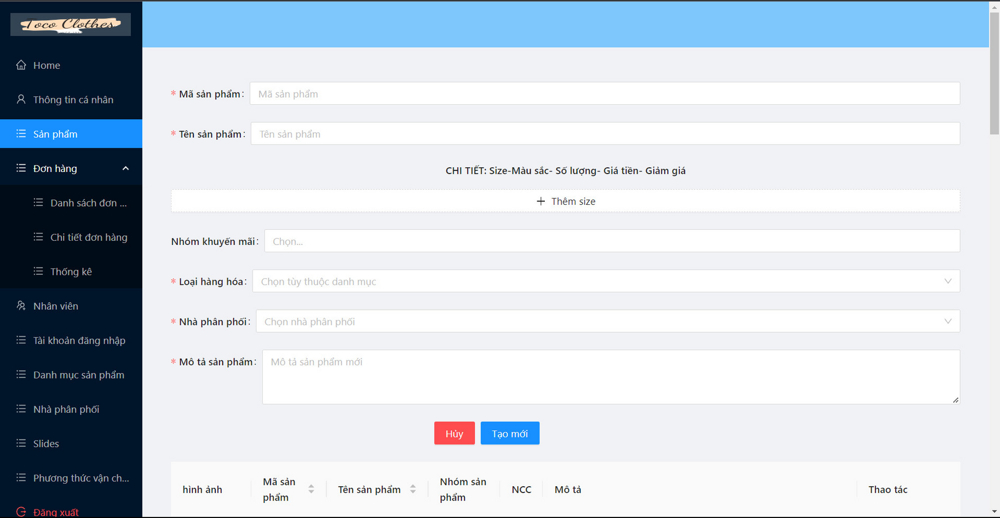 Toco Clothes
Home
Thông tin cá nhân
Sản phẩm
Đơn hàng
Danh sách đơn ...
Chi tiết đơn hàng
Thống kê
Nhân viên
Tài khoản đăng nhập
Danh mục sản phẩm
Nhà phân phối
Slides
Phương thức vận ch...
Đăng xuất
* Mã sản phẩm:
Mã sản phẩm
* Tên sản phẩm:
Tên sản phẩm
CHI TIẾT: Size-Màu sắc- Số lượng- Giá tiền- Giảm giá
+ Thêm size
Nhóm khuyến mãi:
Chọn...
* Loại hàng hóa:
Chọn tùy thuộc danh mục
* Nhà phân phối:
Chọn nhà phân phối
* Mô tả sản phẩm:
Mô tả sản phẩm mới
Hủy
Tạo mới
hình ảnh
Mã sản
phẩm
Tên sản phẩm
Nhóm sản
phẩm
NCC
Mô tả
Thao tác